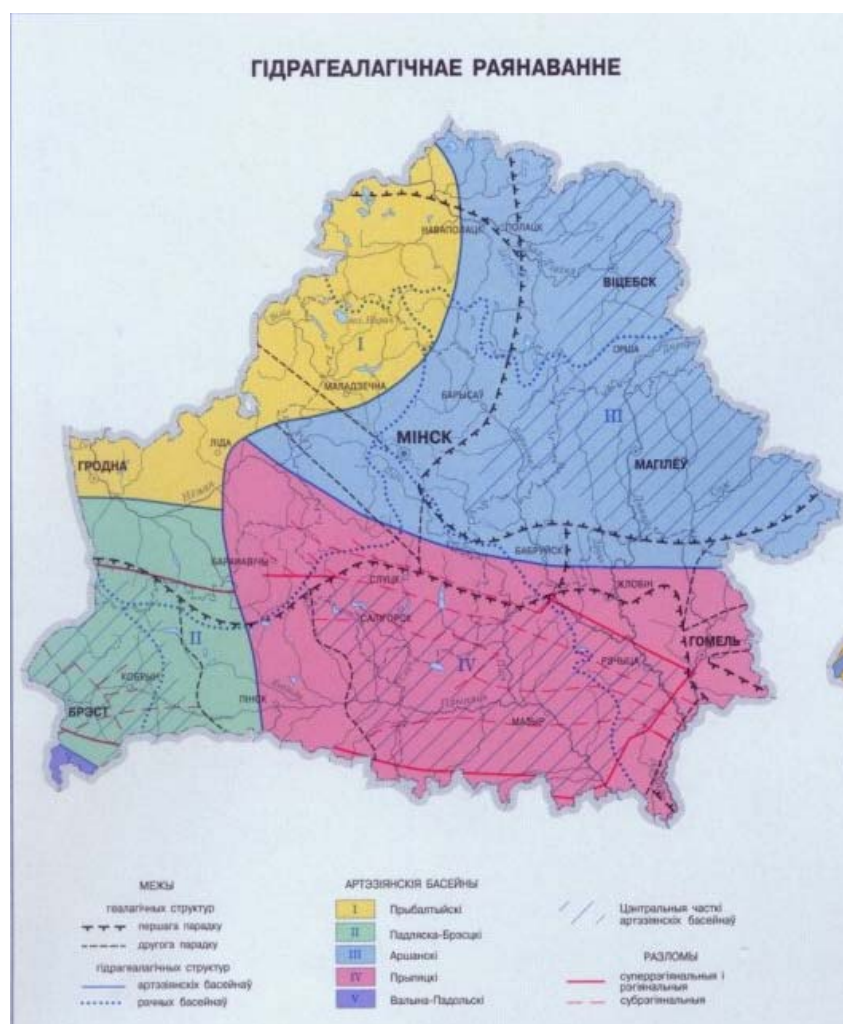 ГІДРАГЕАЛАГІЧНАЕ РАЯНАВАННЕ
НАВАПОЛАЦК
ПОЛАЦК
ВІЦЕБСК
I
ОРША
МАЛАДЗЕЧНА
БАРЫСАЎ
III
ЛІДА
МІНСК
ГРОДНА
МАГІЛЁЎ
Нёман
БАРАНАВІЧЫ
БАБРУЙСК
СЛУЦК
ЖЛОБІН
САЛІГОРСК
II
ГОМЕЛЬ
IV
РЭЧЫЦА
КОБРЫН
ПІНСК
БРЭСТ
МАЗЫР
МЕЖЫ
геалагічных структур
першага парадку
другога парадку
гідрагеалагічных структур
артэзіянскіх басейнаў
рачных басейнаў
АРТЭЗІЯНСКІЯ БАСЕЙНЫ
I Прыбалтыйскі
II Падляска-Брэсцкі
III Аршанскі
IV Прыпяцкі
V Валына-Падольскі
Цэнтральныя часткі
артэзіянскіх басейнаў
РАЗЛОМЫ
суперрэгіянальныя і
рэгіянальныя
субрэгіянальныя